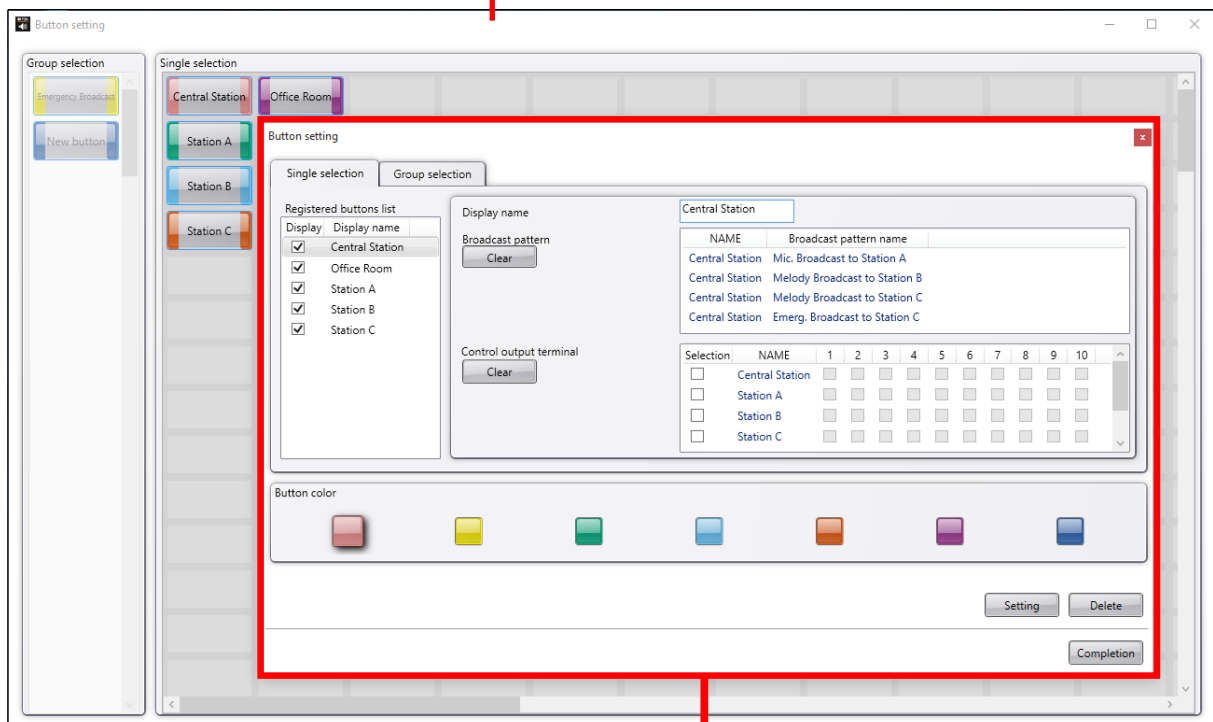 Button setting
Group selection
Emergency Broadcast
New button
Single selection
Central Station
Office Room
Station A
Station B
Station C
Button setting
x
Single selection
Group selection
Registered buttons list
Display Display name
Central Station
Office Room
Station A
Station B
Station C
Display name
Central Station
Broadcast pattern
Clear
NAME Broadcast pattern name
Central Station Mic. Broadcast to Station A
Central Station Melody Broadcast to Station B
Central Station Melody Broadcast to Station C
Central Station Emerg. Broadcast to Station C
Control output terminal
Clear
Selection NAME 1 2 3 4 5 6 7 8 9 10
Central Station
Station A
Station B
Station C
Button color
Setting
Delete
Completion